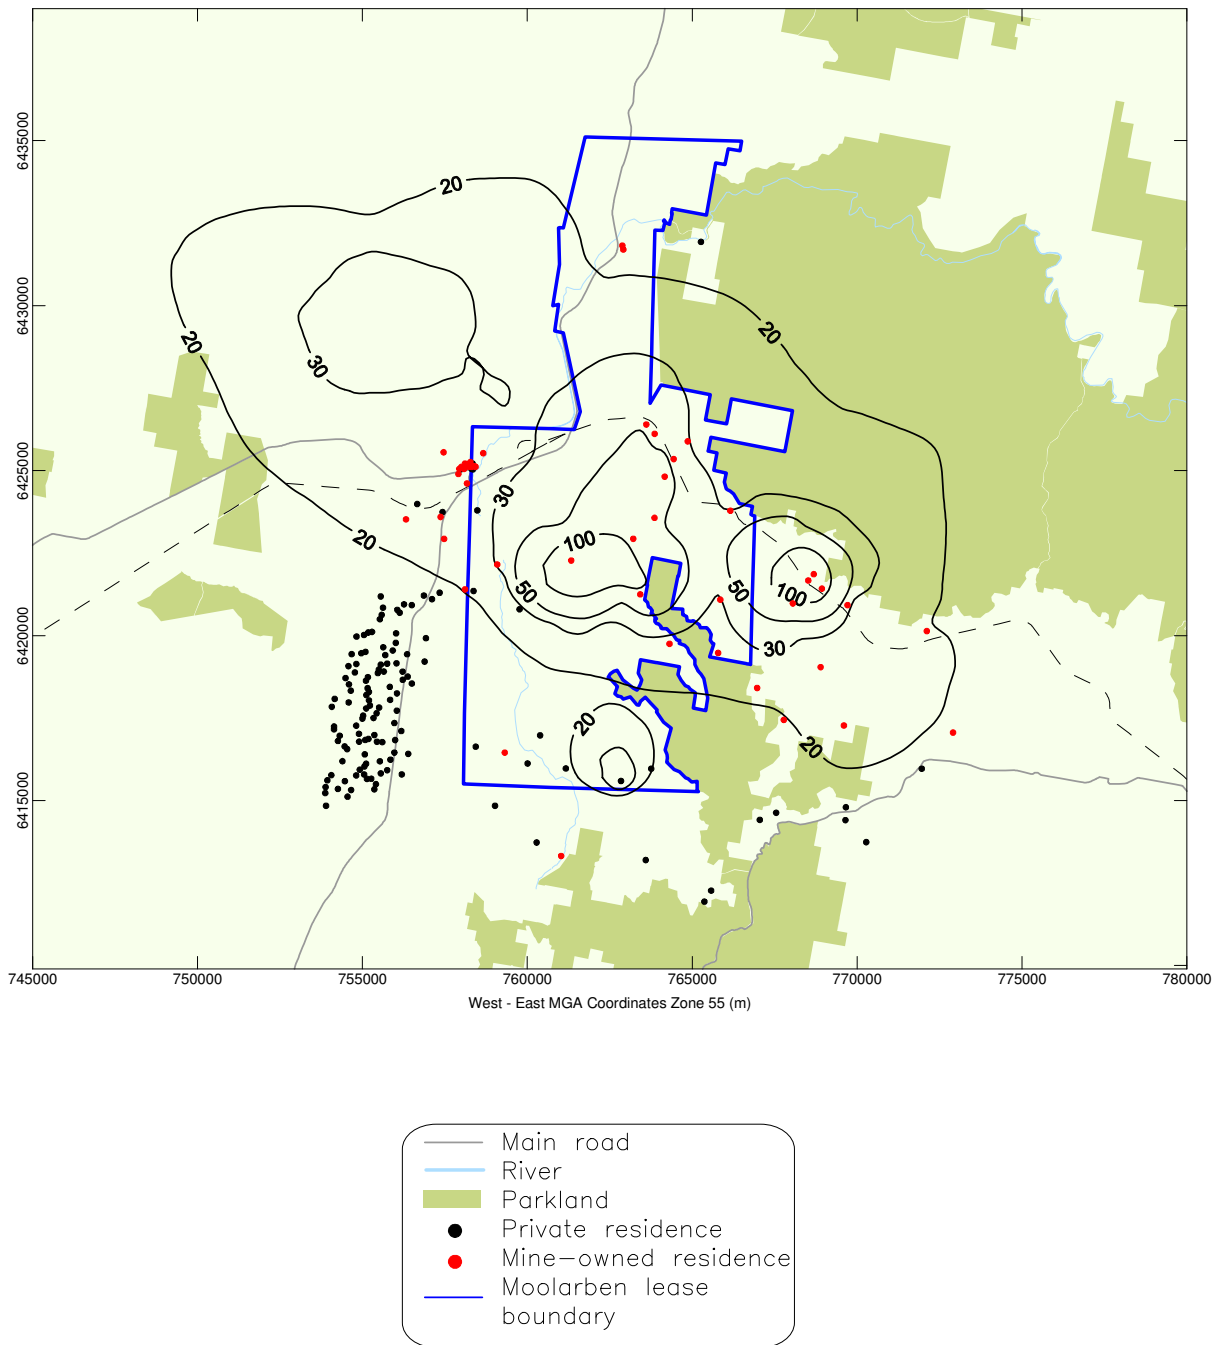 20
6435000
20
6430000
20
20
30
6425000
30
100
20
50
50
100
6420000
30
20
20
6415000
745000 750000 755000 760000 765000 770000 775000 780000
West - East MGA Coordinates Zone 55 (m)
Main road
River
Parkland
Private residence
Mine-owned residence
Moolarben lease
boundary